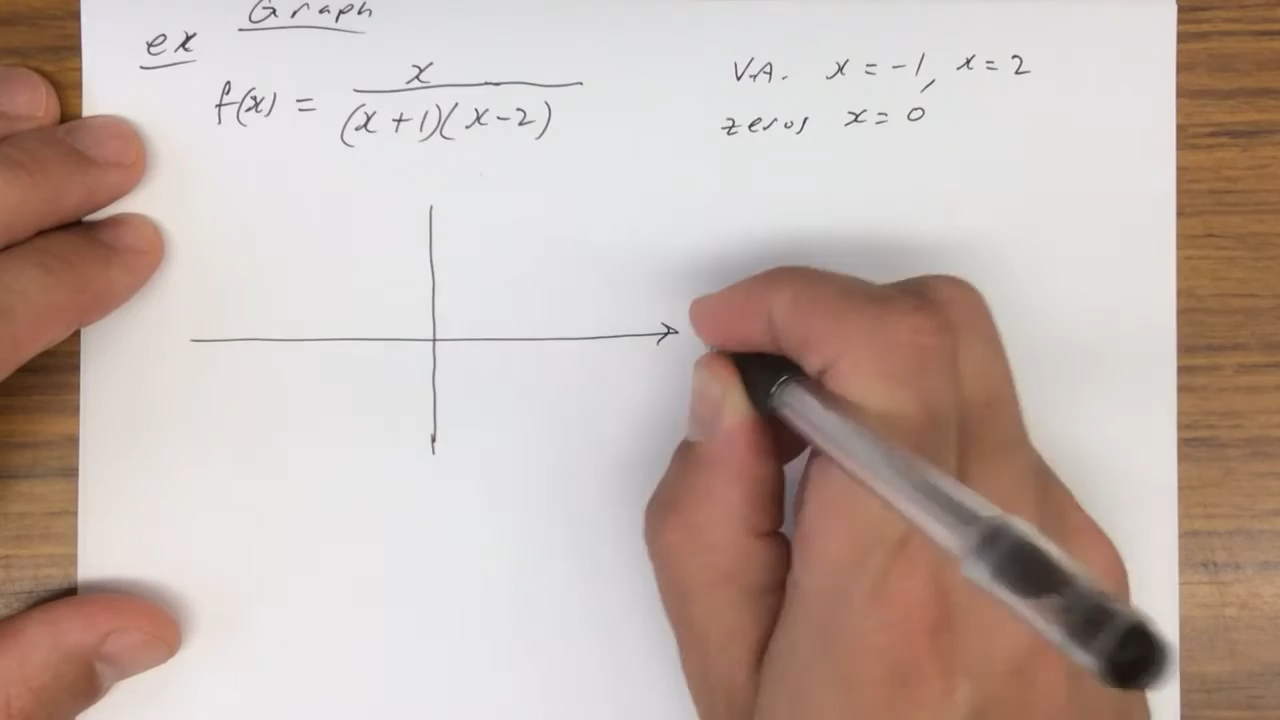 Graph
ex
f(x) = x / (x+1)(x-2)
V.A. x = -1, x = 2
zeros x = 0